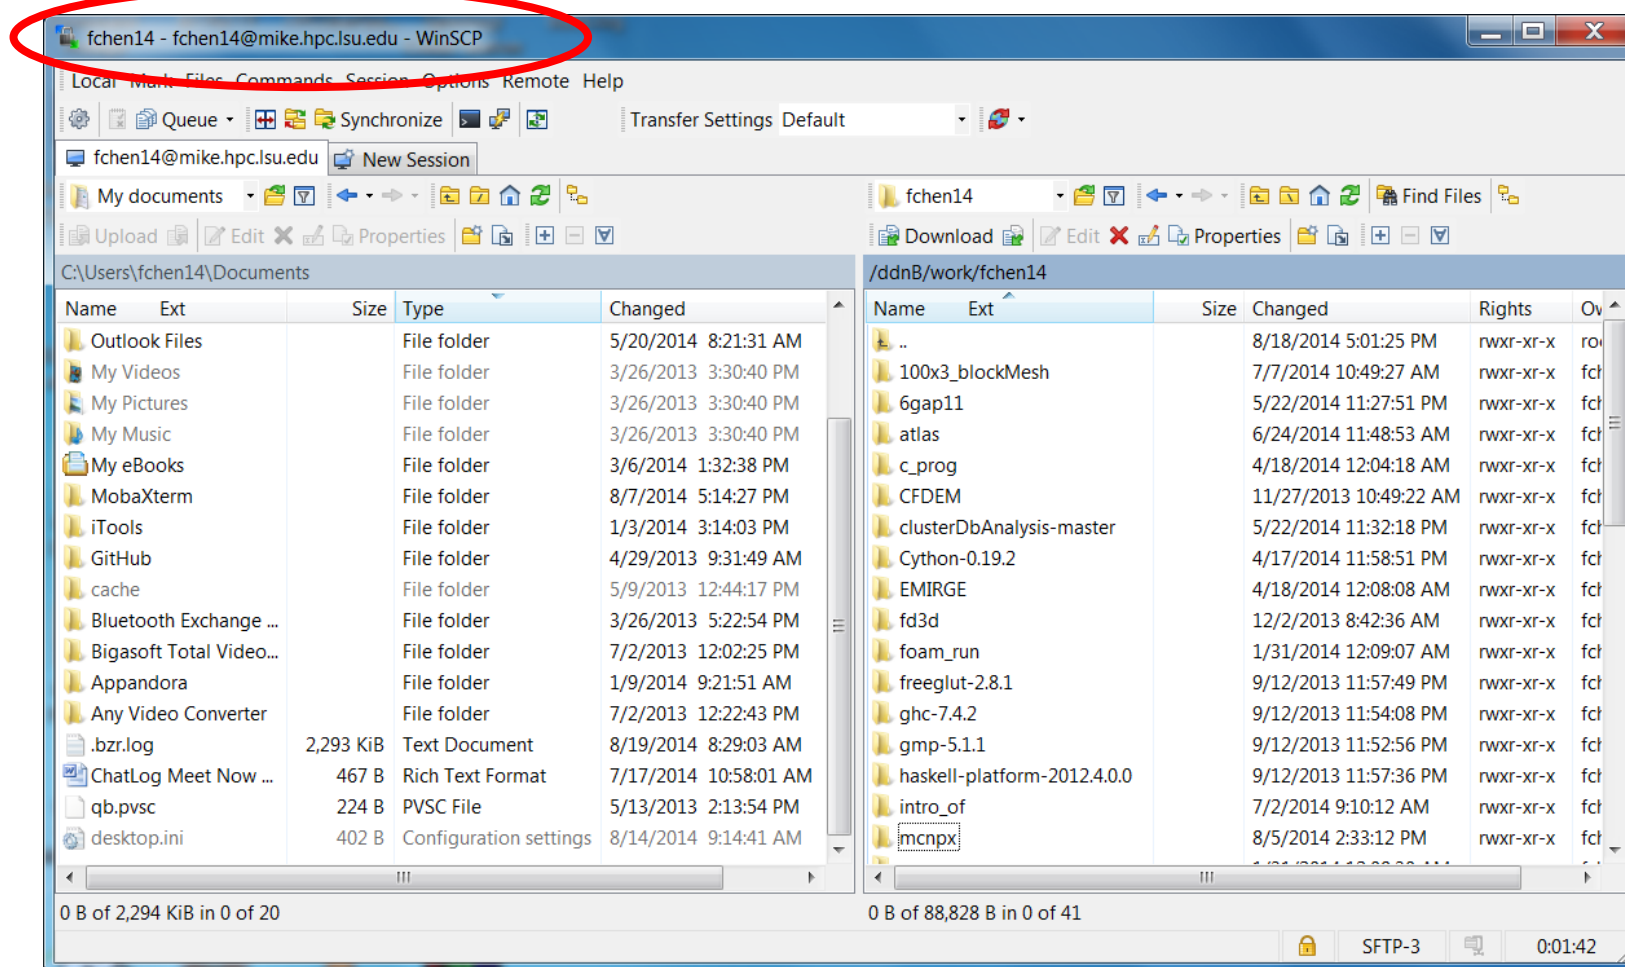 fchen14 - fchen14@mike.hpc.lsu.edu - WinSCP
Local Mark Files Commands Session Options Remote Help
Queue Synchronize Transfer Settings Default
fchen14@mike.hpc.lsu.edu New Session
My documents fchen14 Find Files
Upload Edit Properties Download Edit Properties
C:\Users\fchen14\Documents /ddnB/work/fchen14
Name Ext Size Type Changed Name Ext Size Changed Rights
Outlook Files File folder 5/20/2014 8:21:31 AM .. 8/18/2014 5:01:25 PM rwxr-xr-x
My Videos File folder 3/26/2013 3:30:40 PM 100x3_blockMesh 7/7/2014 10:49:27 AM rwxr-xr-x
My Pictures File folder 3/26/2013 3:30:40 PM 6gap11 5/22/2014 11:27:51 PM rwxr-xr-x
My Music File folder 3/26/2013 3:30:40 PM atlas 6/24/2014 11:48:53 AM rwxr-xr-x
My eBooks File folder 3/6/2014 1:32:38 PM c_prog 4/18/2014 12:04:18 AM rwxr-xr-x
MobaXterm File folder 8/7/2014 5:14:27 PM CFDEM 11/27/2013 10:49:22 AM rwxr-xr-x
iTools File folder 1/3/2014 3:14:03 PM clusterDbAnalysis-master 5/22/2014 11:32:18 PM rwxr-xr-x
GitHub File folder 4/29/2013 9:31:49 AM Cython-0.19.2 4/17/2014 11:58:51 PM rwxr-xr-x
cache File folder 5/9/2013 12:44:17 PM EMIRGE 4/18/2014 12:08:08 AM rwxr-xr-x
Bluetooth Exchange ... File folder 3/26/2013 5:22:54 PM fd3d 12/2/2013 8:42:36 AM rwxr-xr-x
Bigasoft Total Video... File folder 7/2/2013 12:02:25 PM foam_run 1/31/2014 12:09:07 AM rwxr-xr-x
Appandora File folder 1/9/2014 9:21:51 AM freeglut-2.8.1 9/12/2013 11:57:49 PM rwxr-xr-x
Any Video Converter File folder 7/2/2013 12:22:43 PM ghc-7.4.2 9/12/2013 11:54:08 PM rwxr-xr-x
.bzr.log 2,293 KiB Text Document 8/19/2014 8:29:03 AM gmp-5.1.1 9/12/2013 11:52:56 PM rwxr-xr-x
ChatLog Meet Now ... 467 B Rich Text Format 7/17/2014 10:58:01 AM haskell-platform-2012.4.0.0 9/12/2013 11:57:36 PM rwxr-xr-x
qb.pvsc 224 B PVSC File 5/13/2013 2:13:54 PM intro_of 7/2/2014 9:10:12 AM rwxr-xr-x
desktop.ini 402 B Configuration settings 8/14/2014 9:14:41 AM mcnpx 8/5/2014 2:33:12 PM rwxr-xr-x
0 B of 2,294 KiB in 0 of 20 0 B of 88,828 B in 0 of 41
SFTP-3 0:01:42